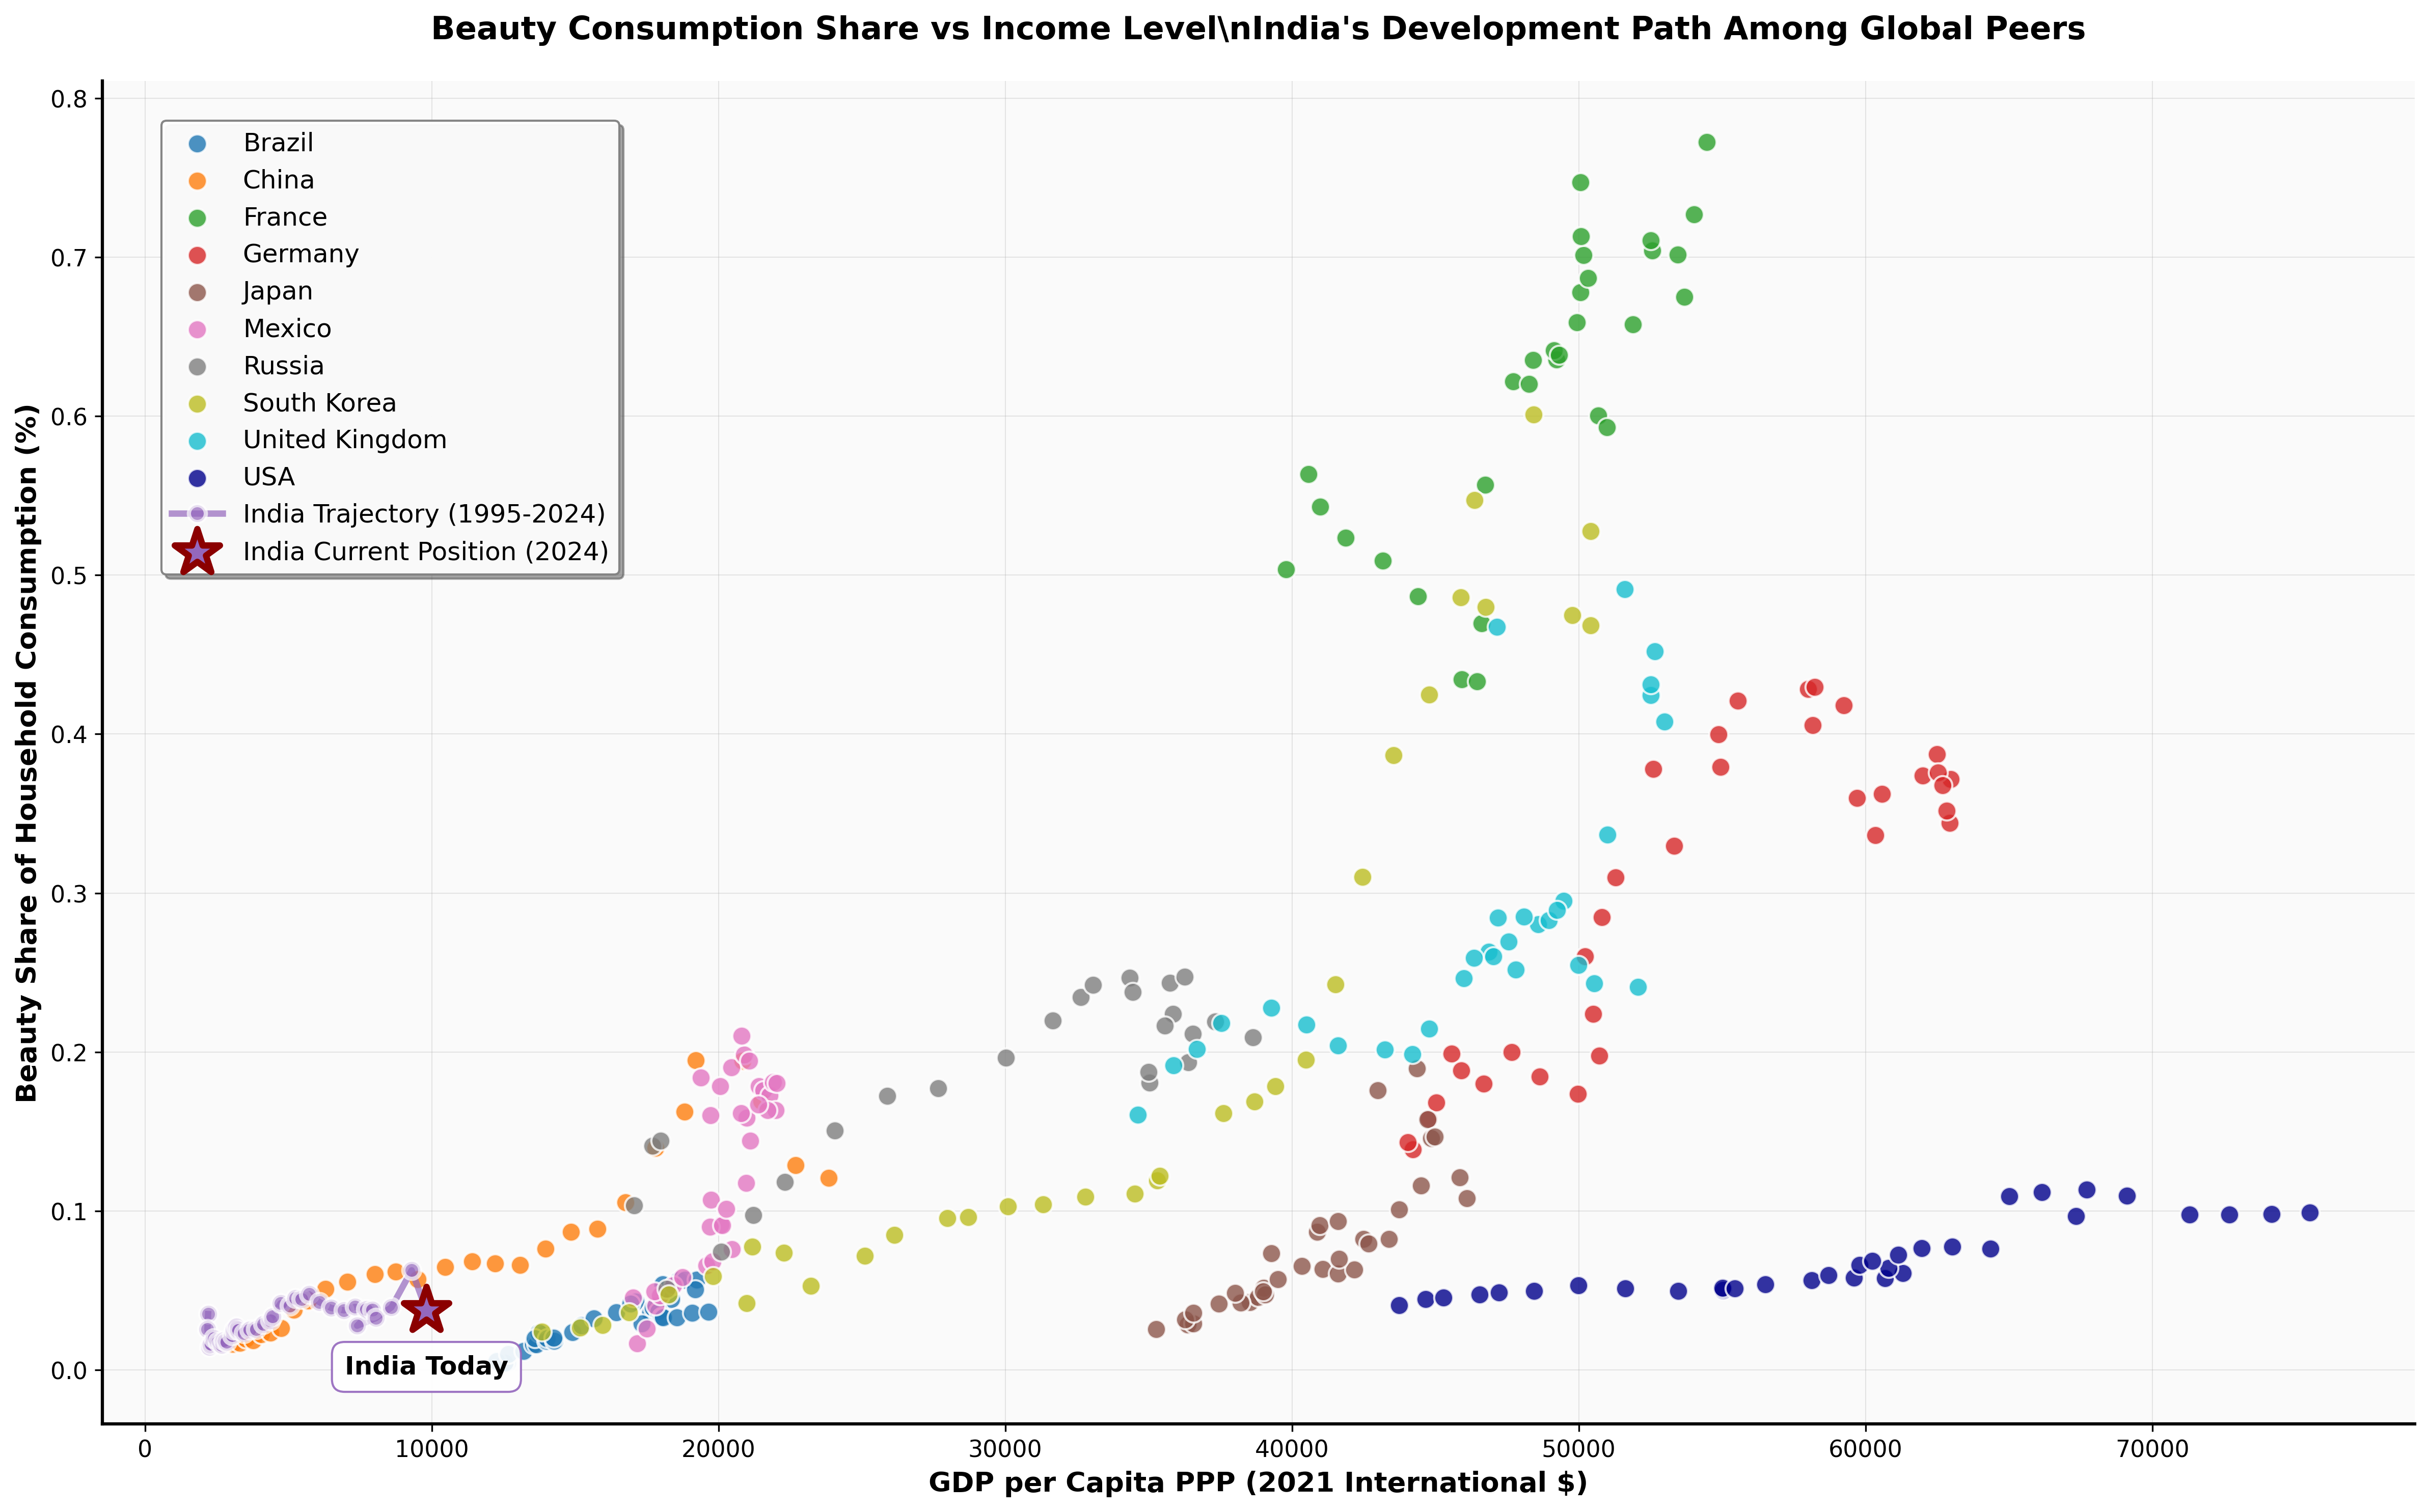 Beauty Consumption Share vs Income Level\nIndia's Development Path Among Global Peers
Beauty Share of Household Consumption (%)
0.8
0.7
0.6
0.5
0.4
0.3
0.2
0.1
0.0
Brazil
China
France
Germany
Japan
Mexico
Russia
South Korea
United Kingdom
USA
India Trajectory (1995-2024)
India Current Position (2024)
India Today
0 10000 20000 30000 40000 50000 60000 70000
GDP per Capita PPP (2021 International $)